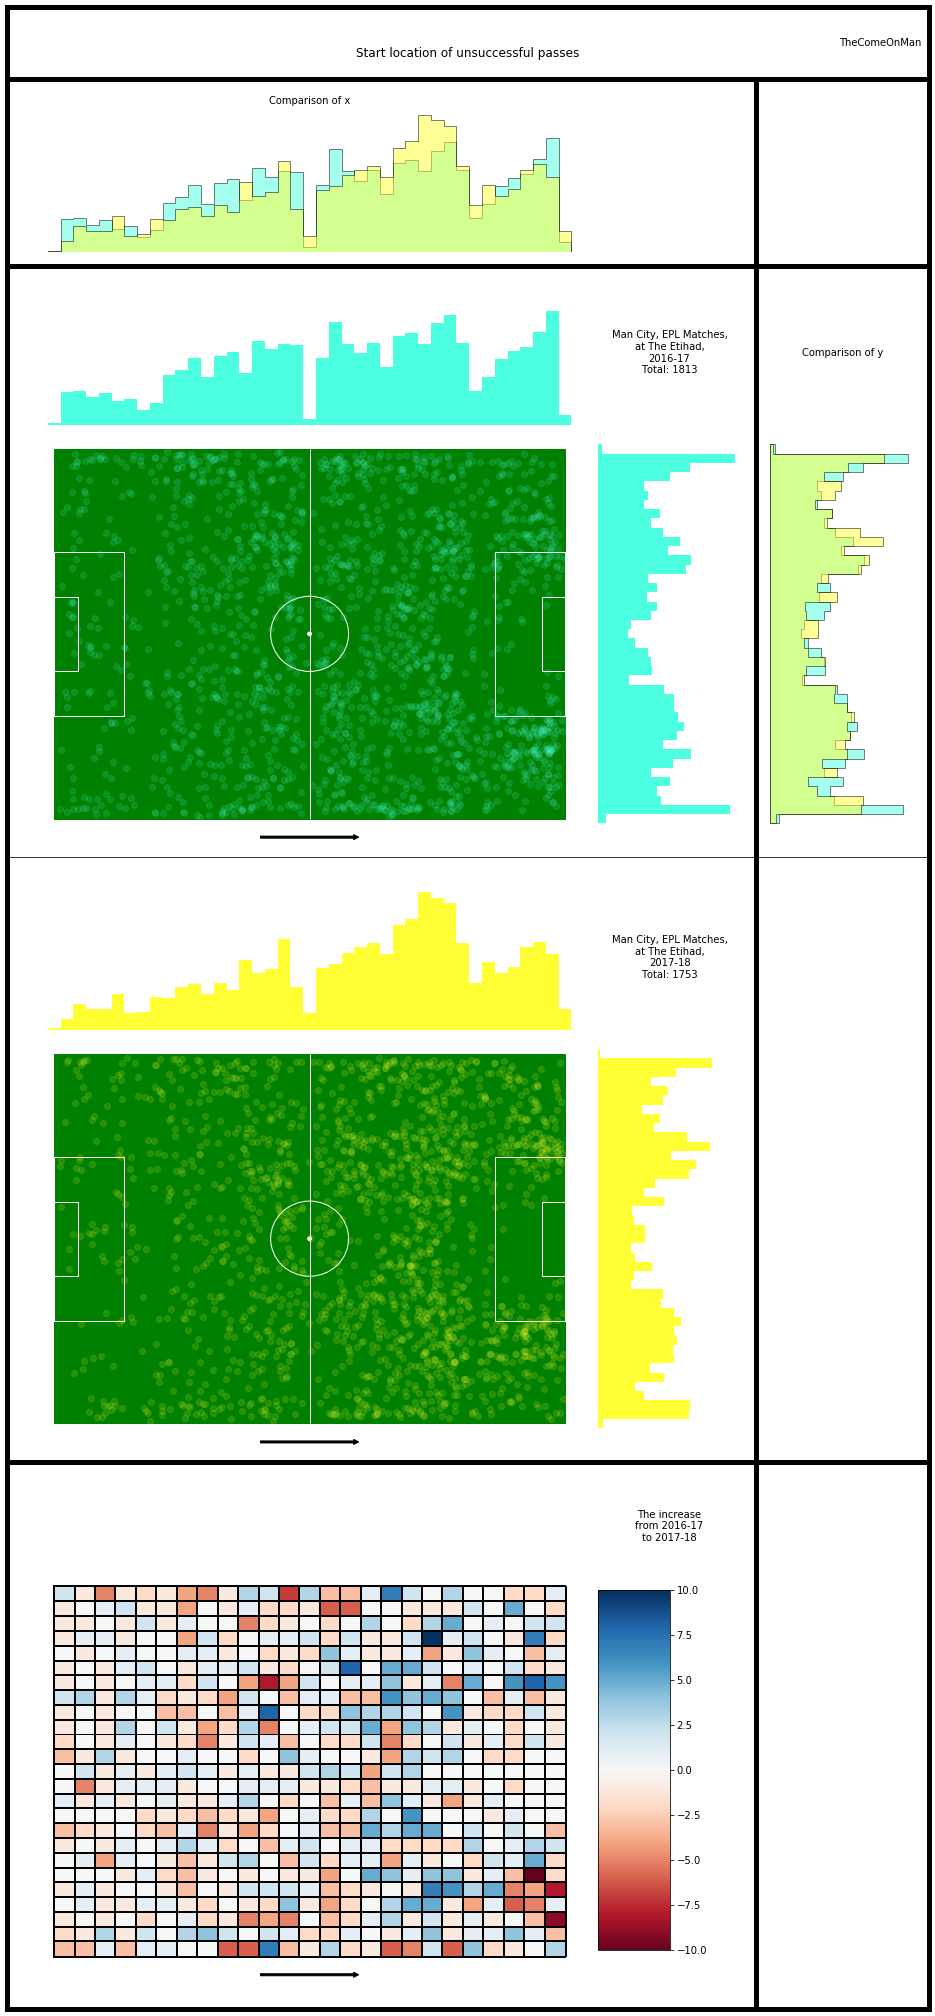 TheComeOnMan
Start location of unsuccessful passes
Comparison of x
Man City, EPL Matches,
at The Etihad,
2016-17
Total: 1813
Comparison of y
Man City, EPL Matches,
at The Etihad,
2017-18
Total: 1753
The increase
from 2016-17
to 2017-18
10.0
7.5
5.0
2.5
0.0
−2.5
−5.0
−7.5
−10.0